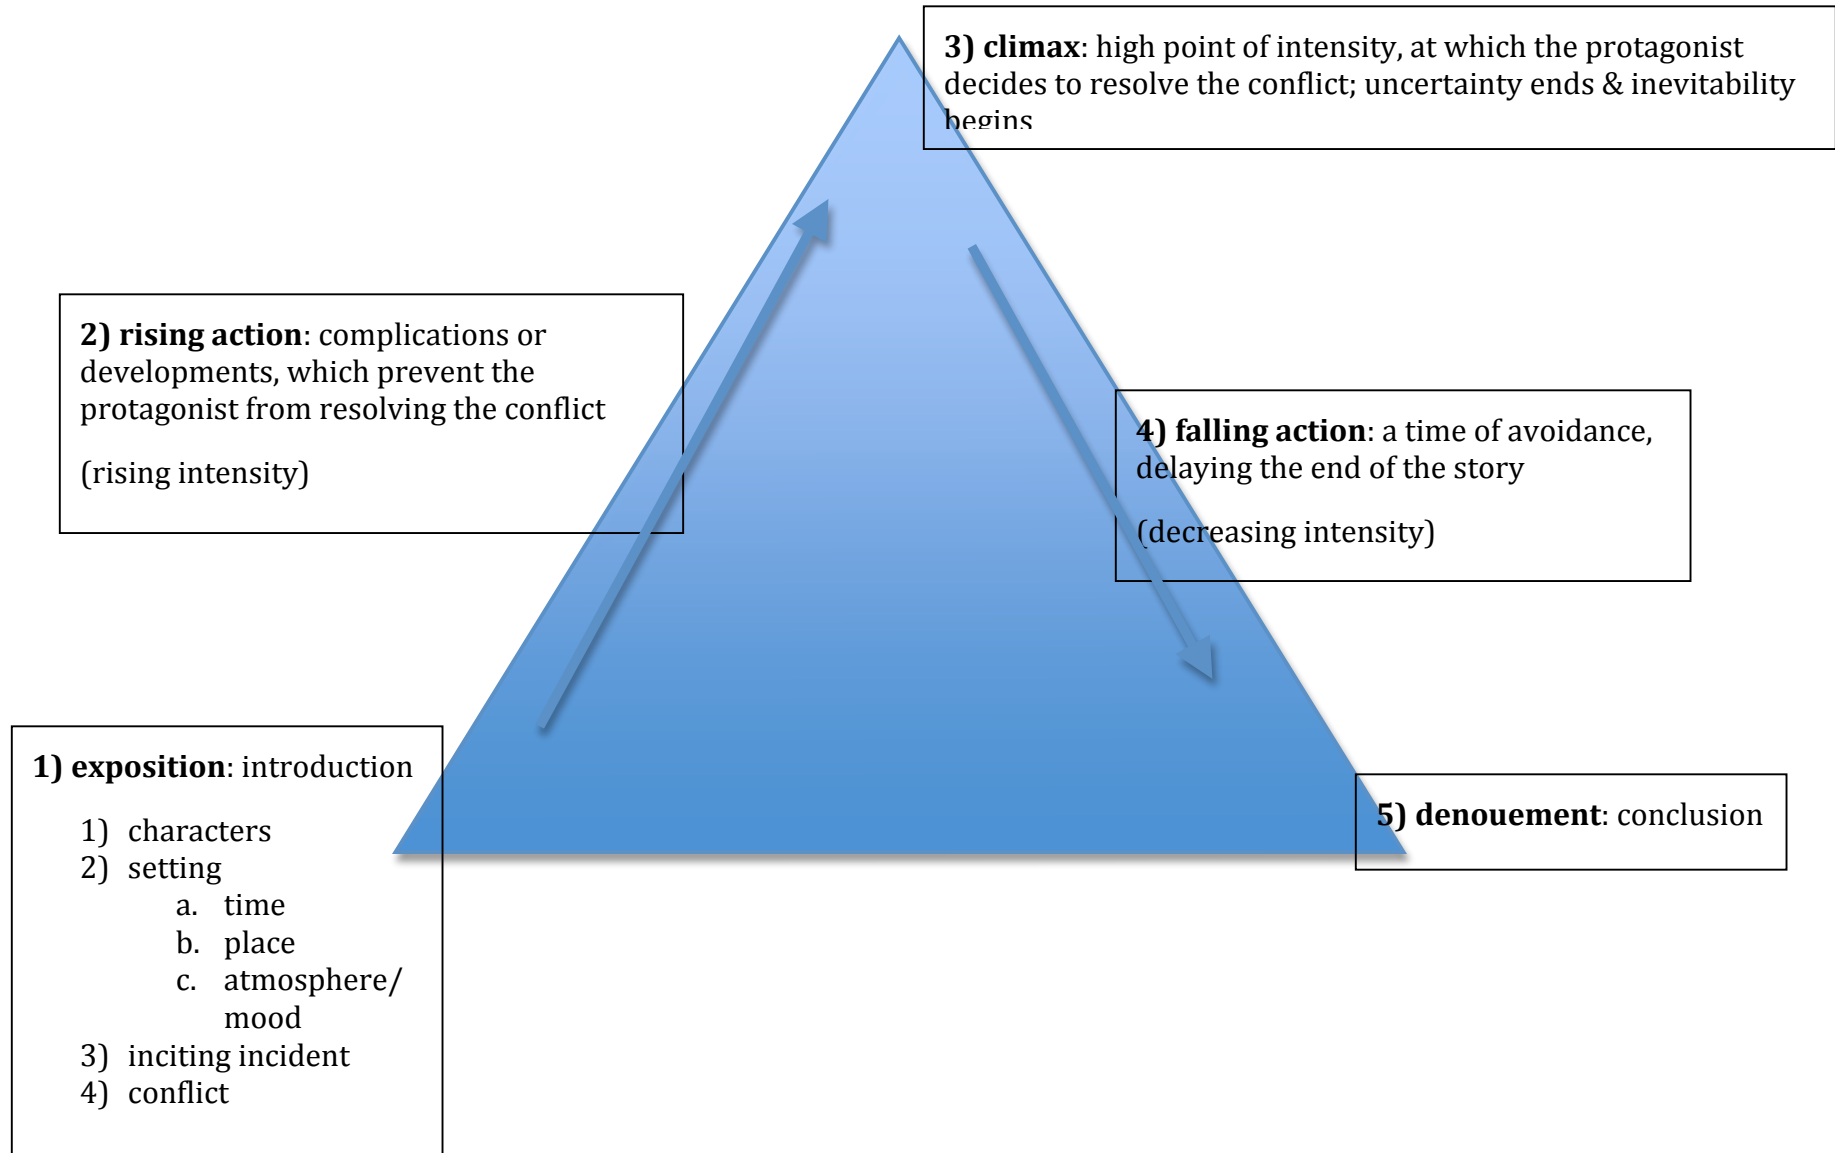 3) climax: high point of intensity, at which the protagonist
decides to resolve the conflict; uncertainty ends & inevitability
begins
2) rising action: complications or
developments, which prevent the
protagonist from resolving the conflict
(rising intensity)
4) falling action: a time of avoidance,
delaying the end of the story
(decreasing intensity)
1) exposition: introduction
1) characters
2) setting
a. time
b. place
c. atmosphere/
mood
3) inciting incident
4) conflict
5) denouement: conclusion